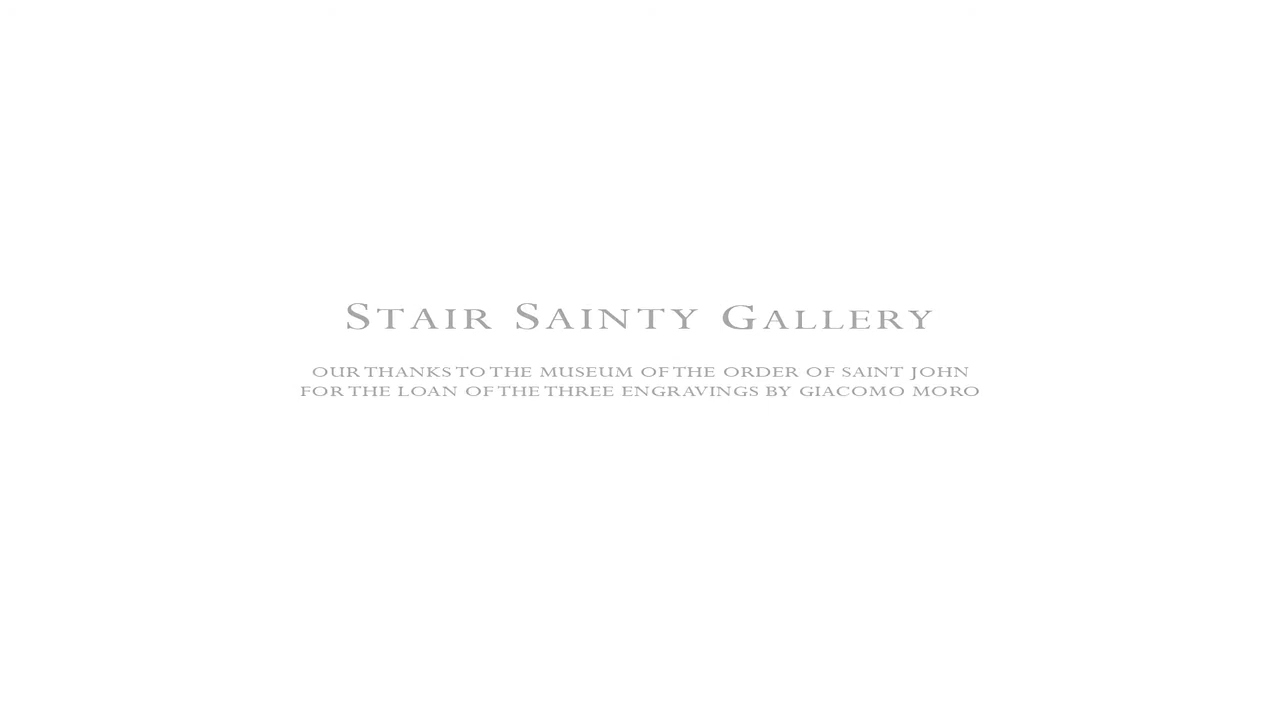 STAIR SAINTY GALLERY
OUR THANKS TO THE MUSEUM OF THE ORDER OF SAINT JOHN
FOR THE LOAN OF THE THREE ENGRAVINGS BY GIACOMO MORO